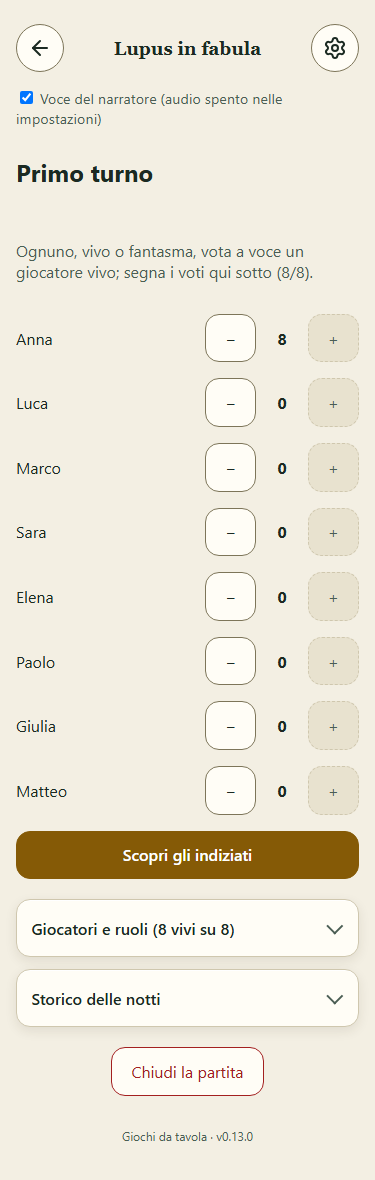 Lupus in fabula
Voce del narratore (audio spento nelle
impostazioni)
Primo turno
Ognuno, vivo o fantasma, vota a voce un
giocatore vivo; segna i voti qui sotto (8/8).
Anna − 8 +
Luca − 0 +
Marco − 0 +
Sara − 0 +
Elena − 0 +
Paolo − 0 +
Giulia − 0 +
Matteo − 0 +
Scopri gli indiziati
Giocatori e ruoli (8 vivi su 8)
Storico delle notti
Chiudi la partita
Giochi da tavola · v0.13.0